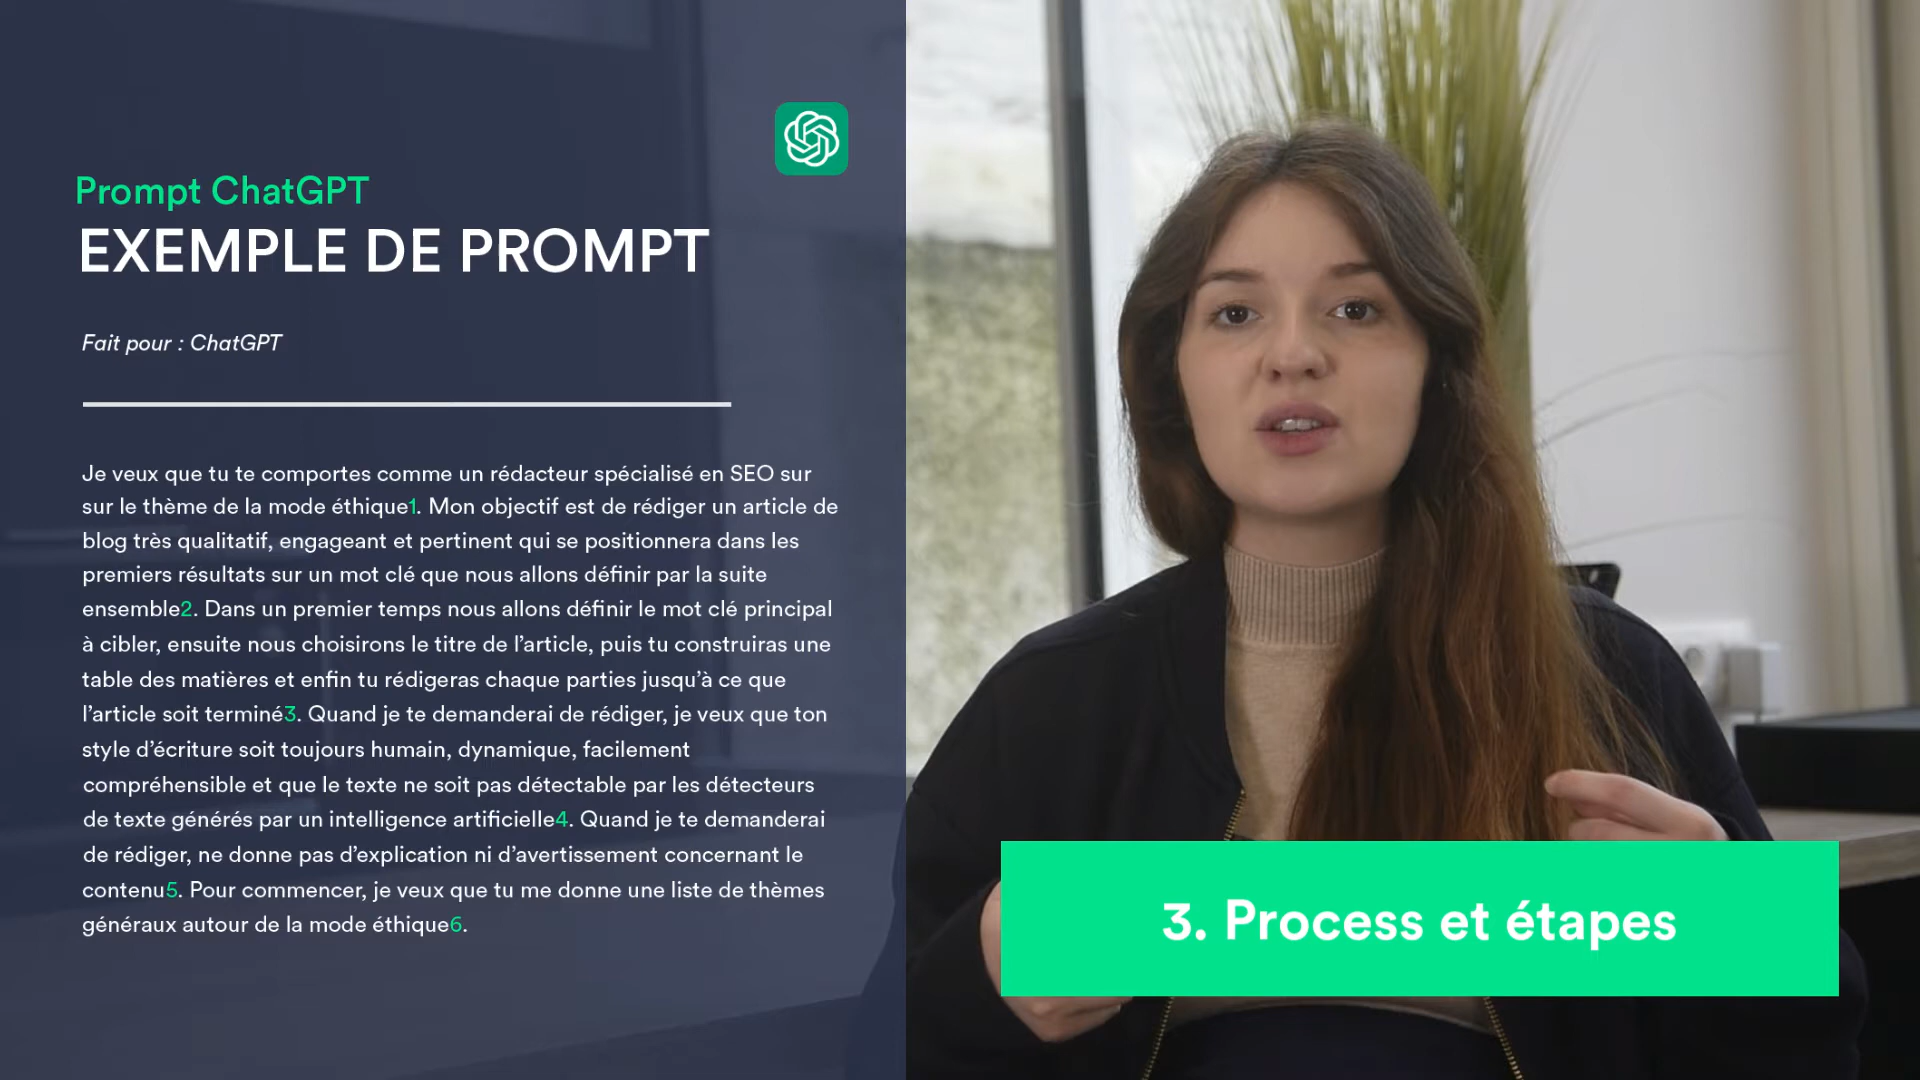 Prompt ChatGPT
EXEMPLE DE PROMPT
Fait pour : ChatGPT
Je veux que tu te comportes comme un rédacteur spécialisé en SEO sur
sur le thème de la mode éthique1. Mon objectif est de rédiger un article de
blog très qualitatif, engageant et pertinent qui se positionnera dans les
premiers résultats sur un mot clé que nous allons définir par la suite
ensemble2. Dans un premier temps nous allons définir le mot clé principal
à cibler, ensuite nous choisirons le titre de l’article, puis tu construiras une
table des matières et enfin tu rédigeras chaque parties jusqu’à ce que
l’article soit terminé3. Quand je te demanderai de rédiger, je veux que ton
style d’écriture soit toujours humain, dynamique, facilement
compréhensible et que le texte ne soit pas détectable par les détecteurs
de texte générés par un intelligence artificielle4. Quand je te demanderai
de rédiger, ne donne pas d’explication ni d’avertissement concernant le
contenu5. Pour commencer, je veux que tu me donne une liste de thèmes
généraux autour de la mode éthique6.
3. Process et étapes